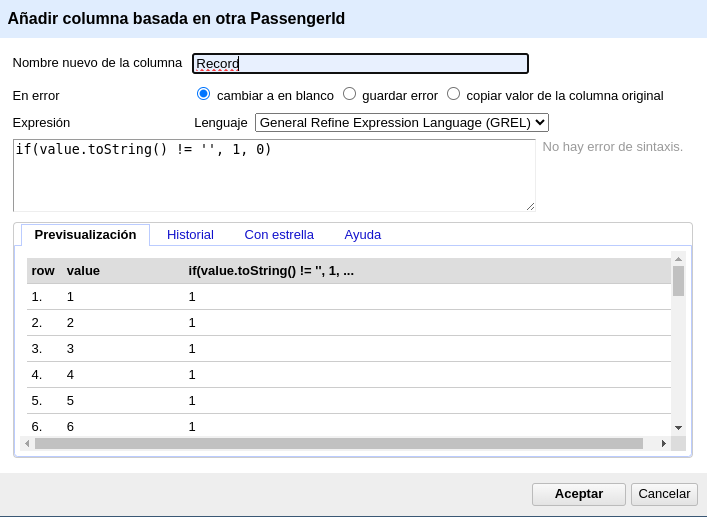 Añadir columna basada en otra PassengerId
Nombre nuevo de la columna Record
En error cambiar a en blanco guardar error copiar valor de la columna original
Expresión Lenguaje General Refine Expression Language (GREL)
if(value.toString() != '', 1, 0) No hay error de sintaxis.
Previsualización Historial Con estrella Ayuda
row value if(value.toString() != '', 1, ...
1. 1 1
2. 2 1
3. 3 1
4. 4 1
5. 5 1
6. 6 1
Aceptar Cancelar